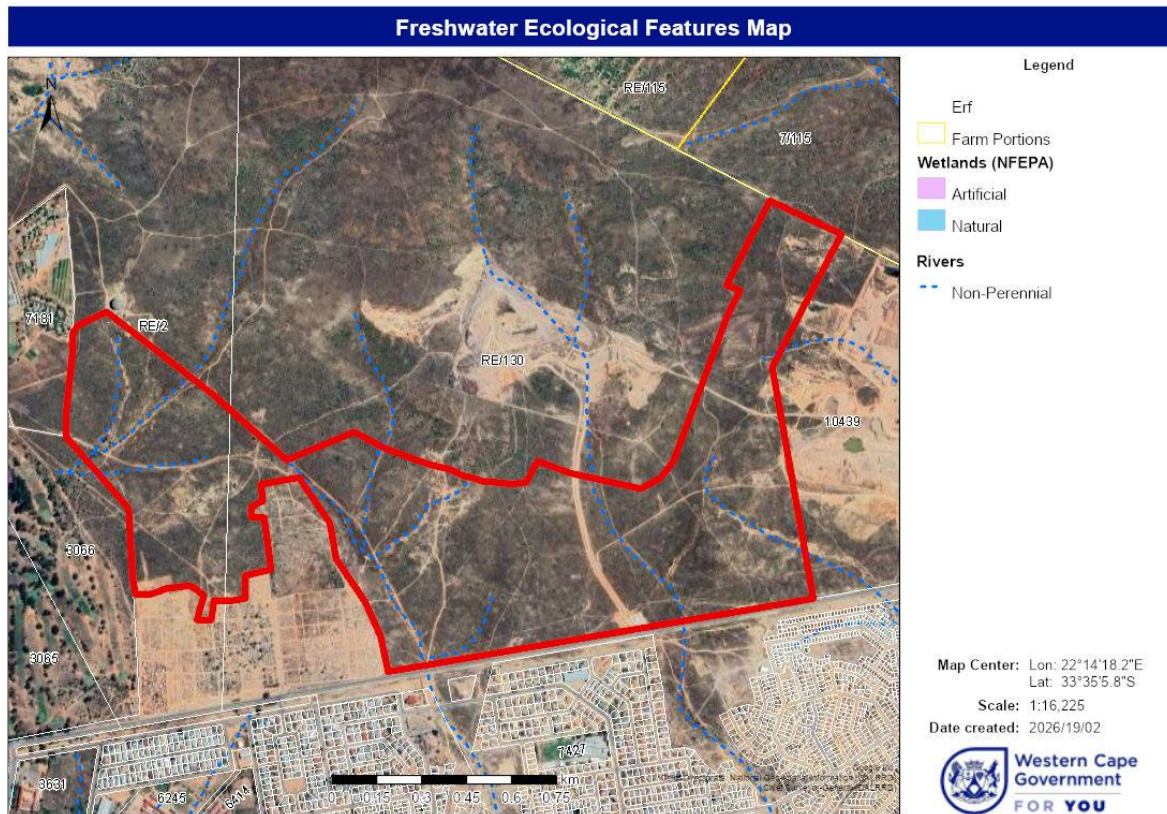 Freshwater Ecological Features Map
N
RE/115
7/115
7181
RE/2
RE/130
10439
3066
3065
7427
3631
6245
6414
km
0 0.15 0.3 0.45 0.6 0.75
Legend
Erf
Farm Portions
Wetlands (NFEPA)
Artificial
Natural
Rivers
Non-Perennial
Map Center: Lon: 22°14'18.2"E
Lat: 33°35'5.8"S
Scale: 1:16,225
Date created: 2026/19/02
Western Cape
Government
FOR YOU